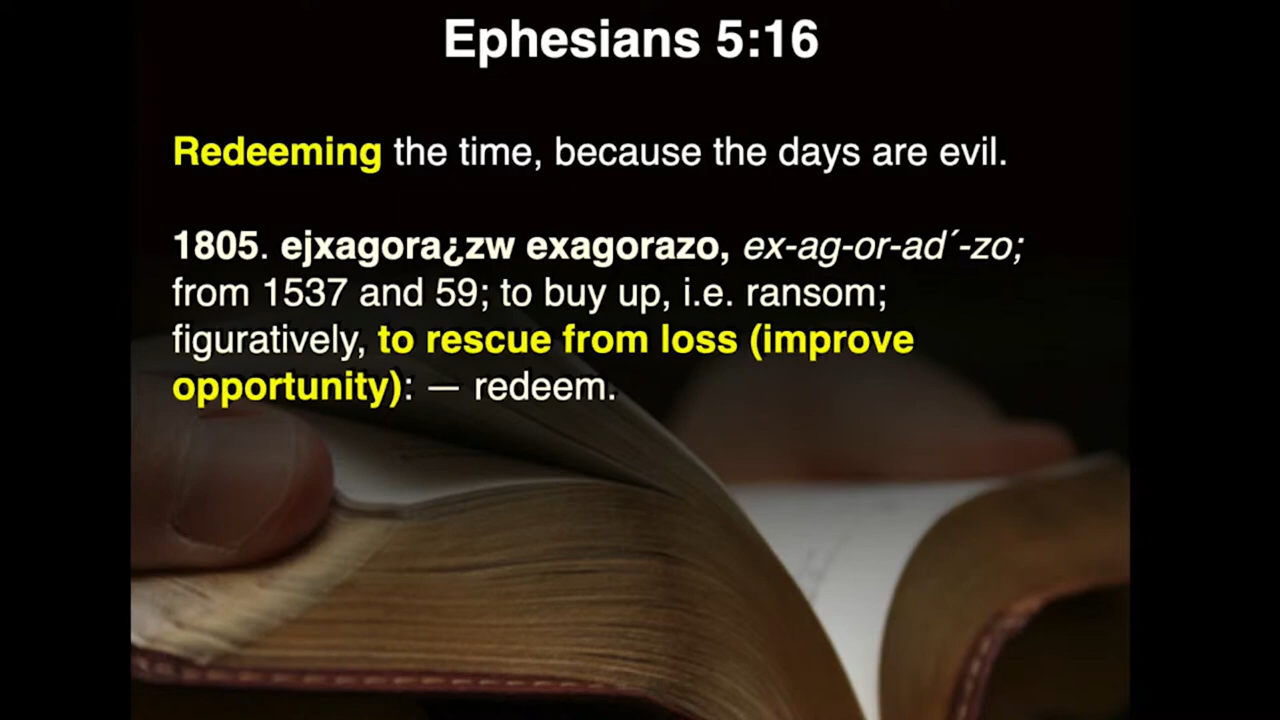 Ephesians 5:16
Redeeming the time, because the days are evil.
1805. ejxagora¿zw exagorazo, ex-ag-or-ad´-zo;
from 1537 and 59; to buy up, i.e. ransom;
figuratively, to rescue from loss (improve
opportunity): — redeem.